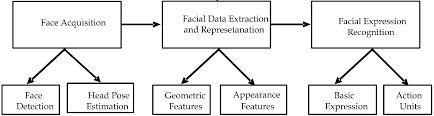 Face Acquisition
Facial Data Extraction
and Represetanation
Facial Expression
Recognition
Face
Detection
Head Pose
Estimation
Geometric
Features
Appearance
Features
Basic
Expression
Action
Units